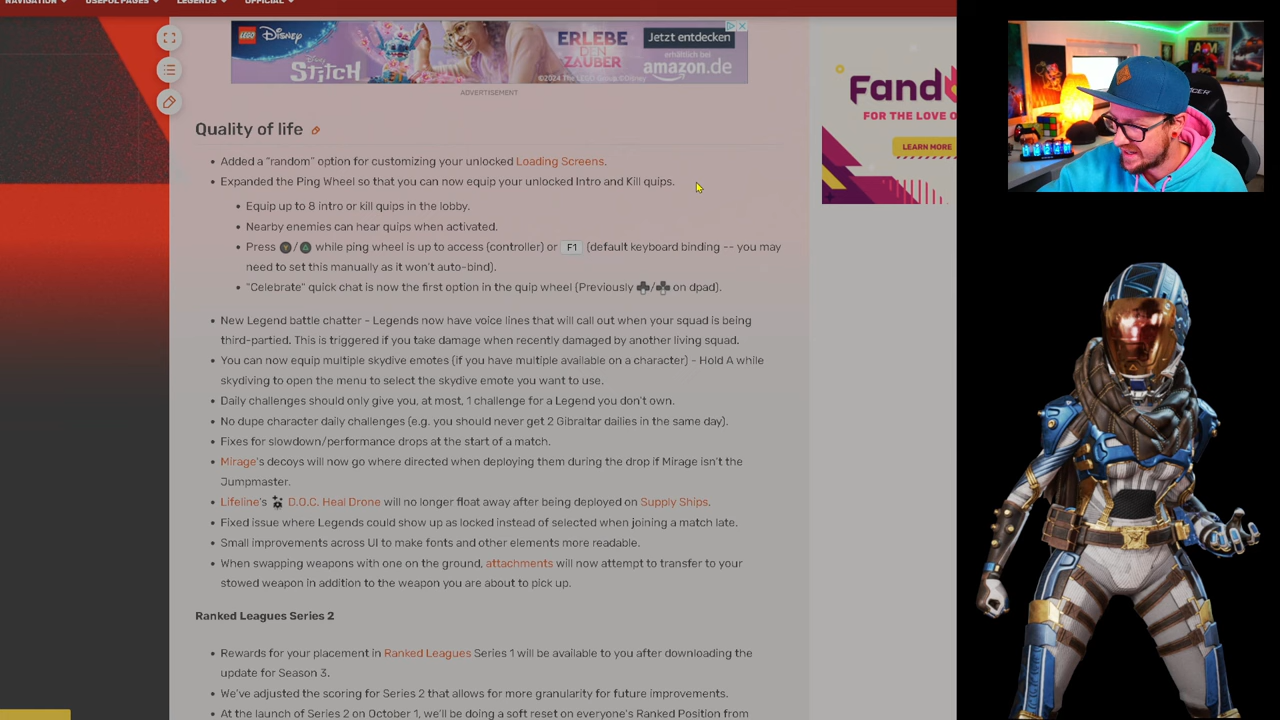 NAVIGATION USEFUL PAGES LEGENDS OFFICIAL
LEGO Disney
STITCH
ERLEBE
DEN
ZAUBER
©2024 The LEGO Group ©Disney
Jetzt entdecken
erhältlich bei
amazon.de
ADVERTISEMENT
Fand
FOR THE LOVE O
LEARN MORE
Quality of life
• Added a "random" option for customizing your unlocked Loading Screens.
• Expanded the Ping Wheel so that you can now equip your unlocked Intro and Kill quips.
• Equip up to 8 intro or kill quips in the lobby.
• Nearby enemies can hear quips when activated.
• Press Y/△ while ping wheel is up to access (controller) or F1 (default keyboard binding -- you may
need to set this manually as it won't auto-bind).
• "Celebrate" quick chat is now the first option in the quip wheel (Previously / on dpad).
• New Legend battle chatter - Legends now have voice lines that will call out when your squad is being
third-partied. This is triggered if you take damage when recently damaged by another living squad.
• You can now equip multiple skydive emotes (if you have multiple available on a character) - Hold A while
skydiving to open the menu to select the skydive emote you want to use.
• Daily challenges should only give you, at most, 1 challenge for a Legend you don't own.
• No dupe character daily challenges (e.g. you should never get 2 Gibraltar dailies in the same day).
• Fixes for slowdown/performance drops at the start of a match.
• Mirage's decoys will now go where directed when deploying them during the drop if Mirage isn't the
Jumpmaster.
• Lifeline's D.O.C. Heal Drone will no longer float away after being deployed on Supply Ships.
• Fixed issue where Legends could show up as locked instead of selected when joining a match late.
• Small improvements across UI to make fonts and other elements more readable.
• When swapping weapons with one on the ground, attachments will now attempt to transfer to your
stowed weapon in addition to the weapon you are about to pick up.
Ranked Leagues Series 2
• Rewards for your placement in Ranked Leagues Series 1 will be available to you after downloading the
update for Season 3.
• We've adjusted the scoring for Series 2 that allows for more granularity for future improvements.
• At the launch of Series 2 on October 1, we'll be doing a soft reset on everyone's Ranked Position from